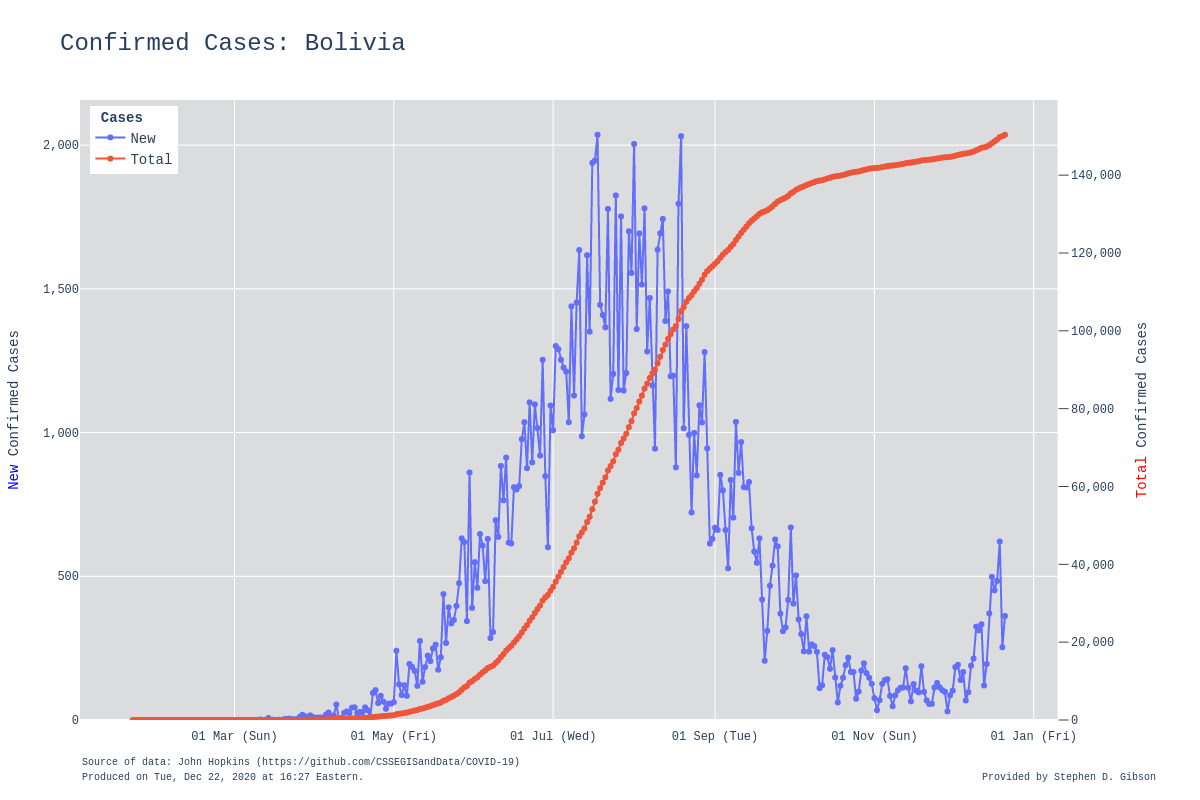 Confirmed Cases: Bolivia
Cases
New
Total
2,000
1,500
1,000
500
0
140,000
120,000
100,000
80,000
60,000
40,000
20,000
0
New Confirmed Cases
Total Confirmed Cases
01 Mar (Sun)
01 May (Fri)
01 Jul (Wed)
01 Sep (Tue)
01 Nov (Sun)
01 Jan (Fri)
Source of data: John Hopkins (https://github.com/CSSEGISandData/COVID-19)
Produced on Tue, Dec 22, 2020 at 16:27 Eastern.
Provided by Stephen D. Gibson